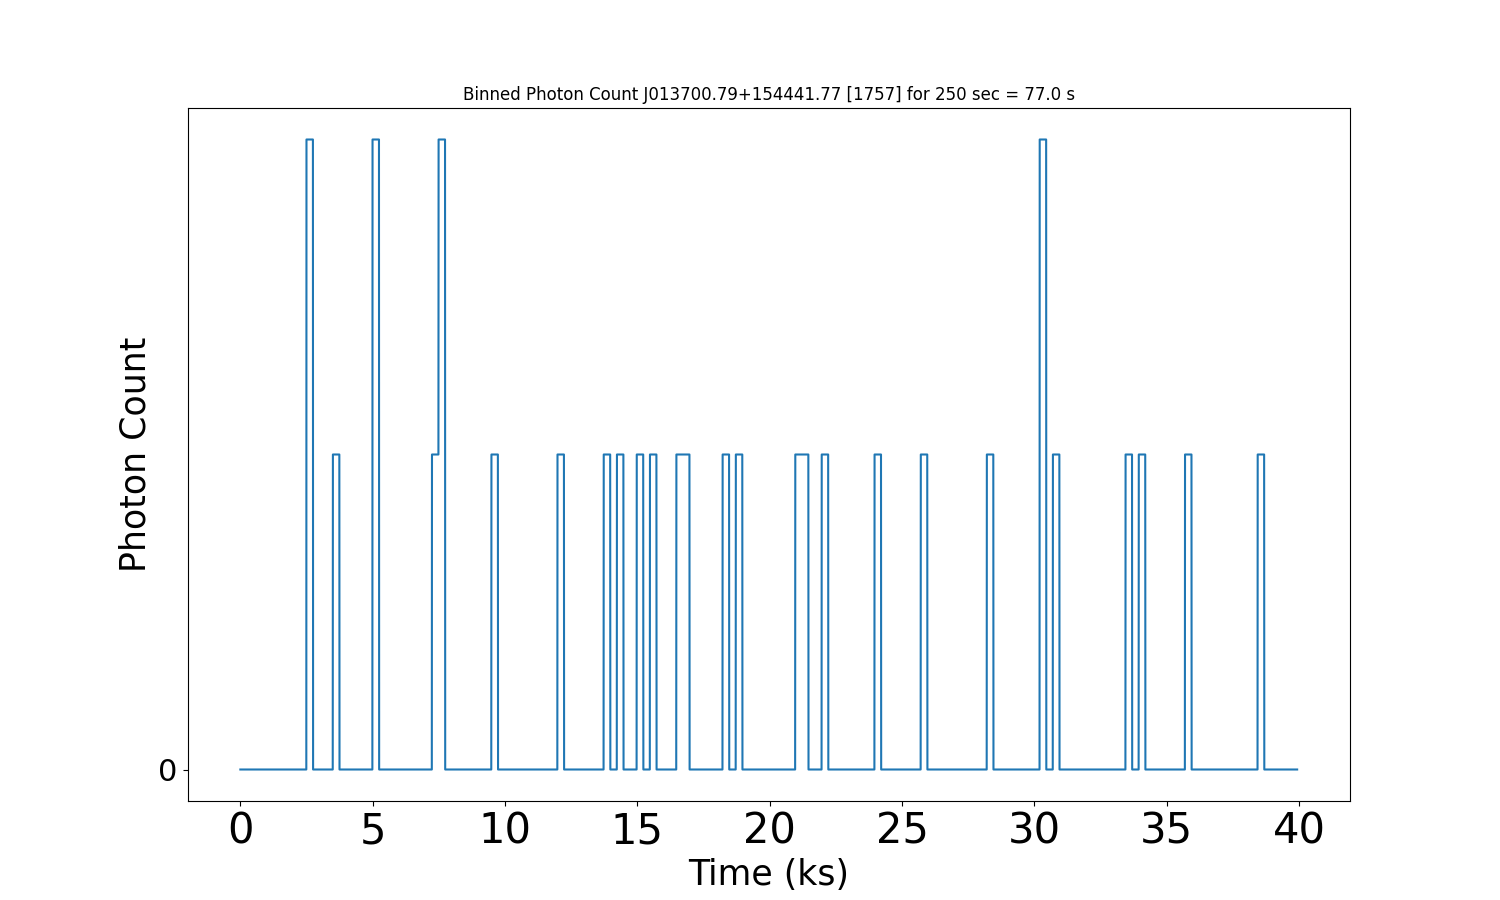 Binned Photon Count J013700.79+154441.77 [1757] for 250 sec = 77.0 s
Photon Count
0
0 5 10 15 20 25 30 35 40
Time (ks)